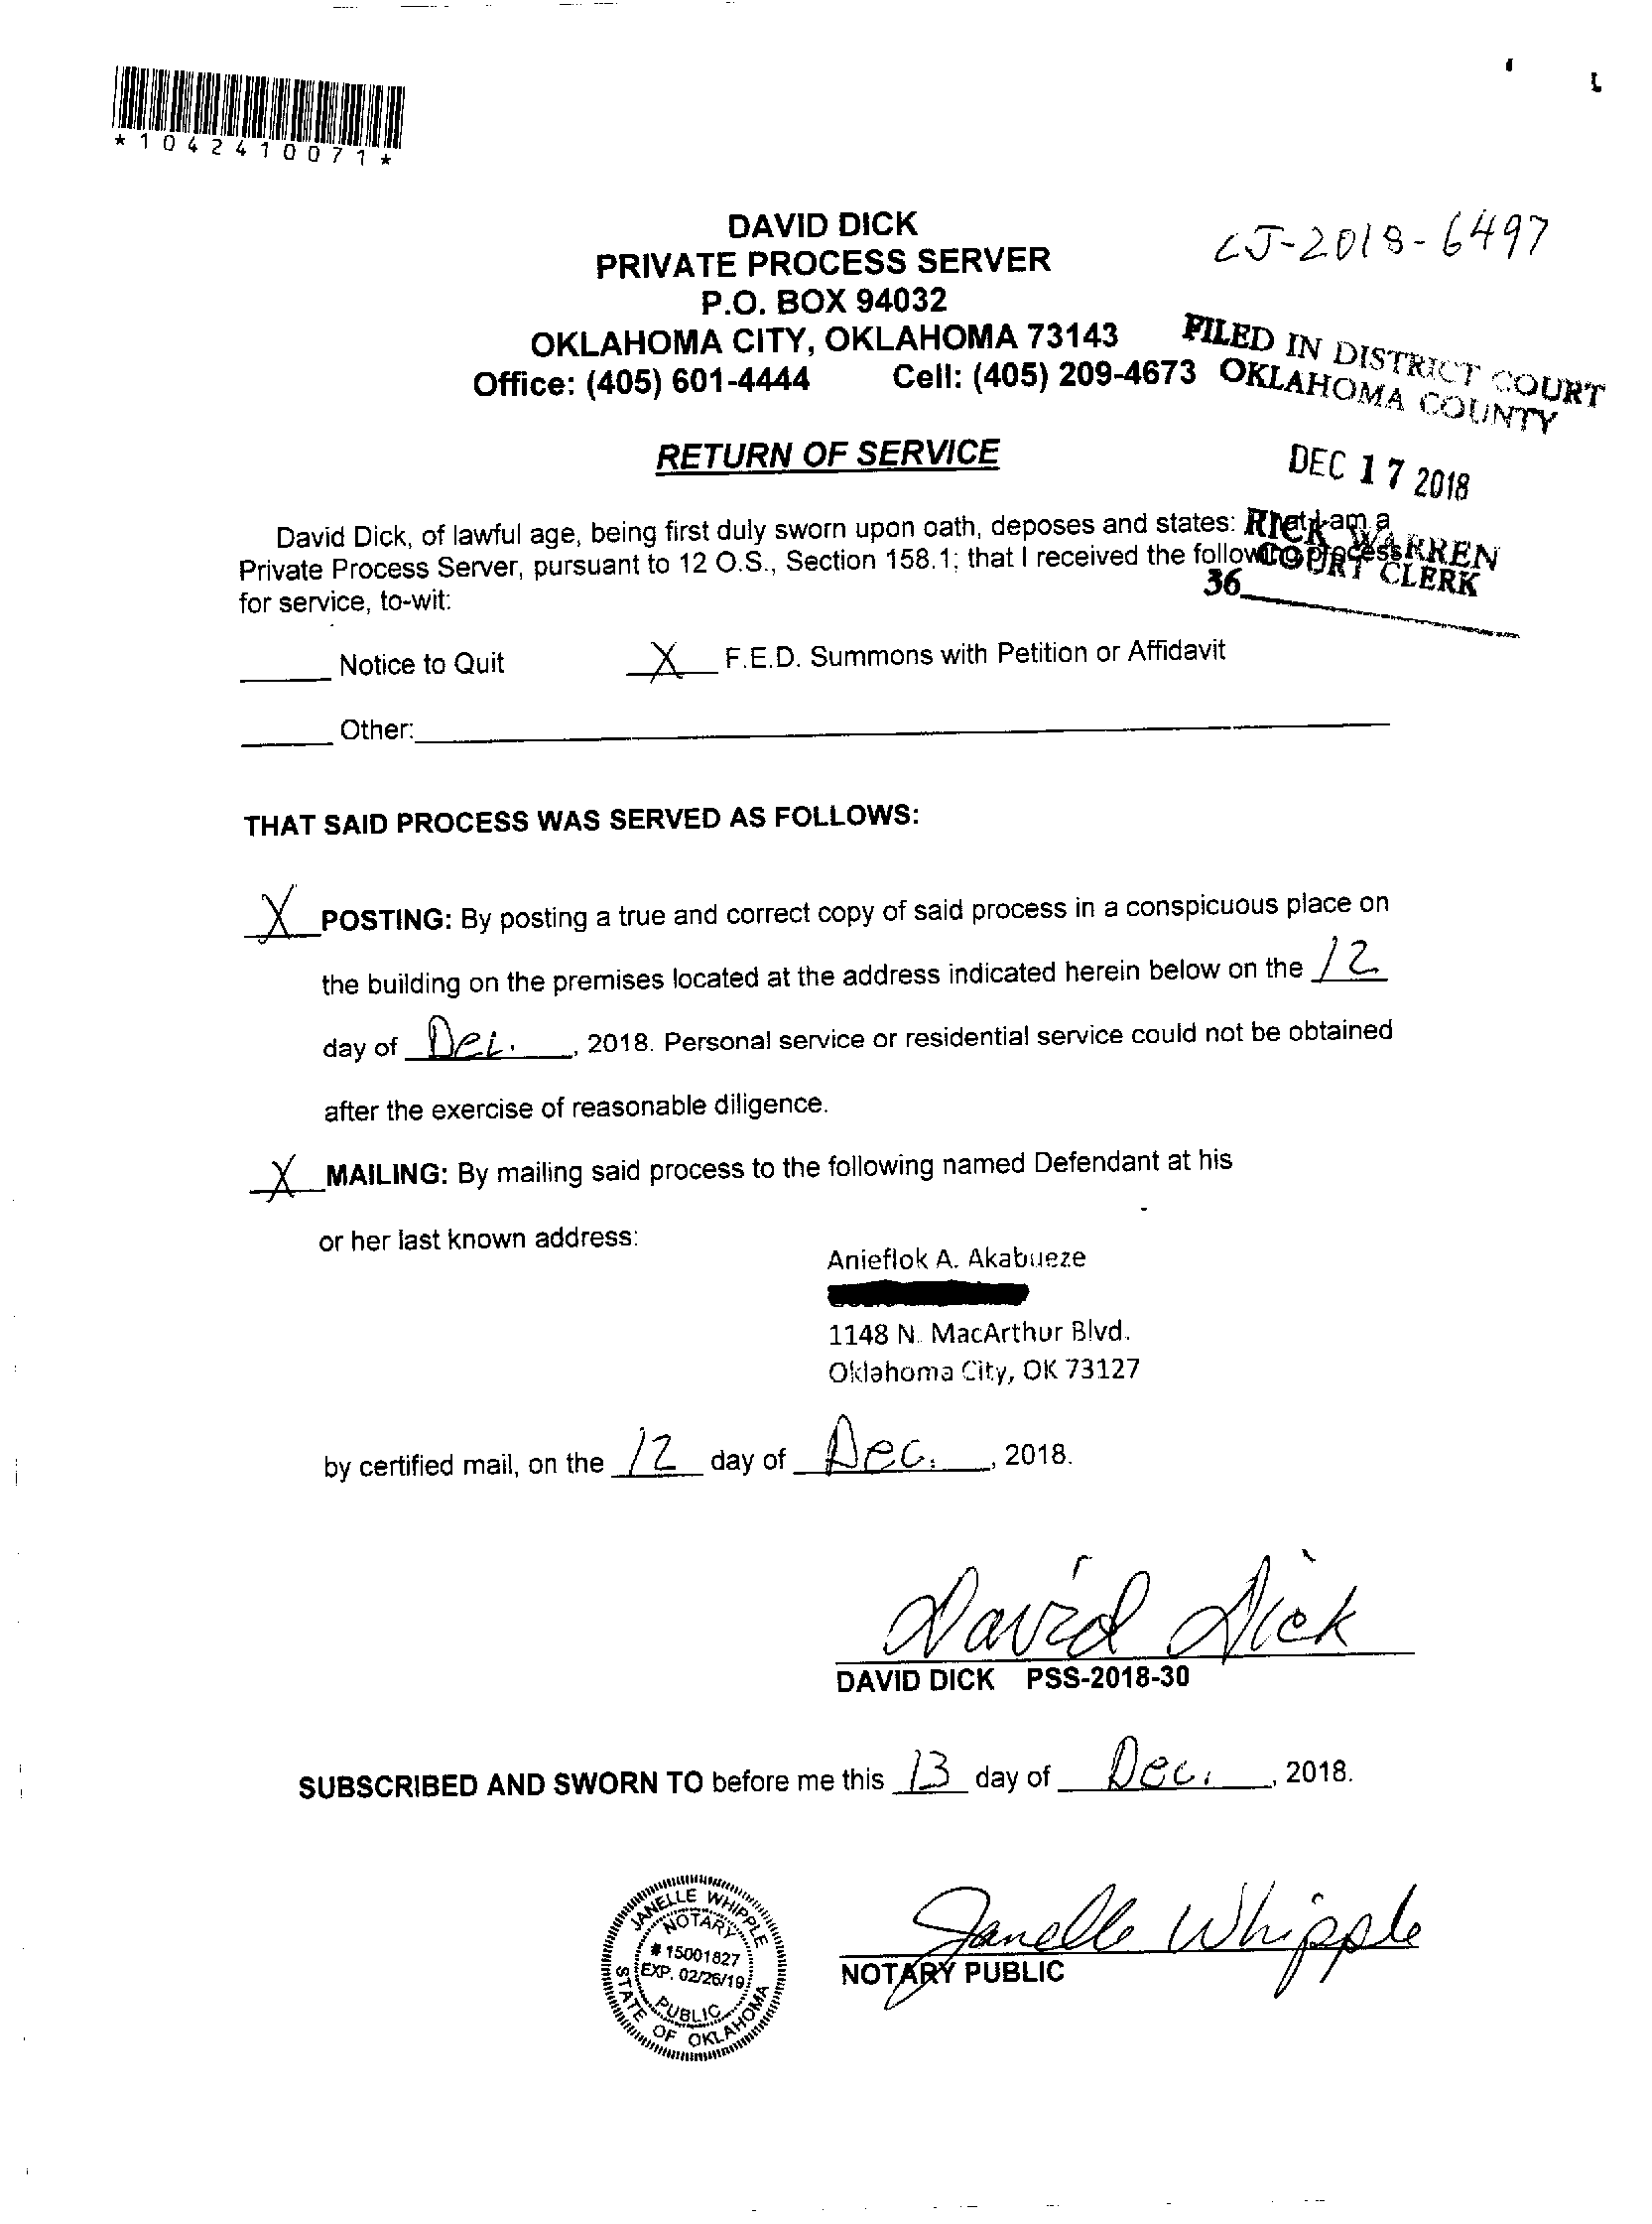 *1042410071*
DAVID DICK
CJ-2018-6497
PRIVATE PROCESS SERVER
P.O. BOX 94032
OKLAHOMA CITY, OKLAHOMA 73143
Office: (405) 601-4444 Cell: (405) 209-4673
FILED IN DISTRICT COURT
OKLAHOMA COUNTY
RETURN OF SERVICE
DEC 17 2018
RICK WARREN
COURT CLERK
36
David Dick, of lawful age, being first duly sworn upon oath, deposes and states: That I am a
Private Process Server, pursuant to 12 O.S., Section 158.1; that I received the following process
for service, to-wit:
Notice to Quit X F.E.D. Summons with Petition or Affidavit
Other:
THAT SAID PROCESS WAS SERVED AS FOLLOWS:
X POSTING: By posting a true and correct copy of said process in a conspicuous place on
the building on the premises located at the address indicated herein below on the 12
day of Dec. , 2018. Personal service or residential service could not be obtained
after the exercise of reasonable diligence.
X MAILING: By mailing said process to the following named Defendant at his
or her last known address:
Aniefiok A. Akabueze
1148 N. MacArthur Blvd.
Oklahoma City, OK 73127
by certified mail, on the 12 day of Dec. , 2018.
David Dick
DAVID DICK PSS-2018-30
SUBSCRIBED AND SWORN TO before me this 13 day of Dec. , 2018.
JANELLE WHIPPLE
NOTARY
# 15001827
EXP. 02/26/19
PUBLIC
STATE OF OKLAHOMA
Janelle Whipple
NOTARY PUBLIC